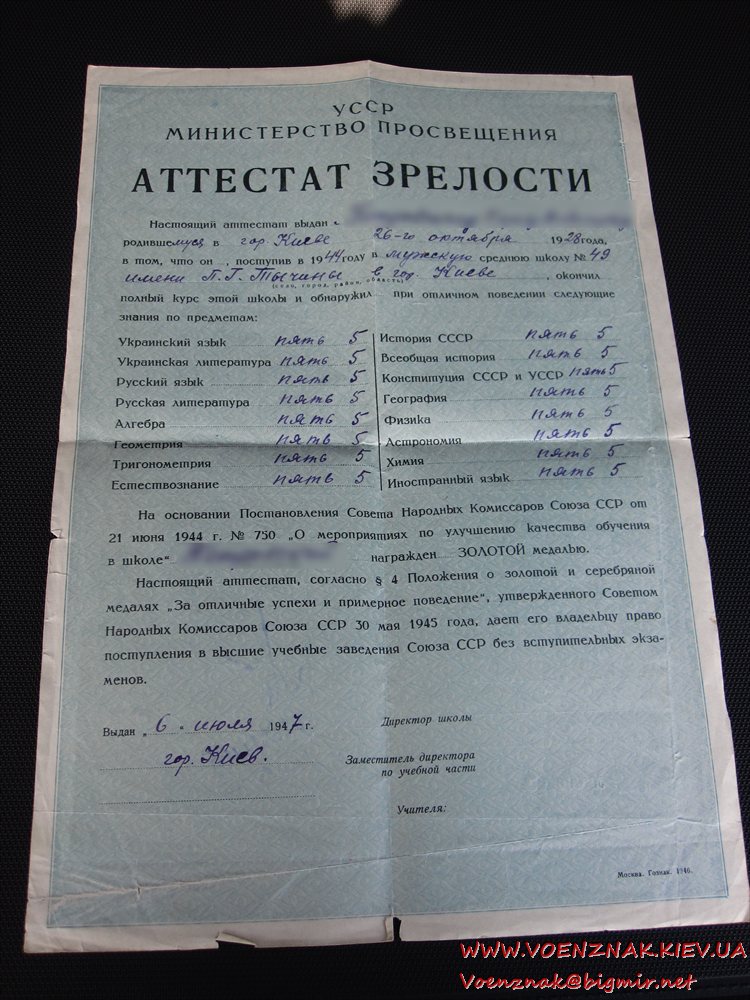 УССР
МИНИСТЕРСТВО ПРОСВЕЩЕНИЯ
АТТЕСТАТ ЗРЕЛОСТИ
Настоящий аттестат выдан
родившемуся в гор. Киеве 26-го октября 1928 года,
в том, что он , поступив в 1944 году в мужскую среднюю школу № 49
имени П. Г. Тычины в гор. Киеве , окончил
(село, город, район, область)
полный курс этой школы и обнаружил при отличном поведении следующие
знания по предметам:
Украинский язык пять 5
Украинская литература пять 5
Русский язык пять 5
Русская литература пять 5
Алгебра пять 5
Геометрия пять 5
Тригонометрия пять 5
Естествознание пять 5
История СССР пять 5
Всеобщая история пять 5
Конституция СССР и УССР пять 5
География пять 5
Физика пять 5
Астрономия пять 5
Химия пять 5
Иностранный язык пять 5
На основании Постановления Совета Народных Комиссаров Союза ССР от
21 июня 1944 г. № 750 „О мероприятиях по улучшению качества обучения
в школе“ награжден ЗОЛОТОЙ медалью.
Настоящий аттестат, согласно § 4 Положения о золотой и серебряной
медалях „За отличные успехи и примерное поведение“, утвержденного Советом
Народных Комиссаров Союза ССР 30 мая 1945 года, дает его владельцу право
поступления в высшие учебные заведения Союза ССР без вступительных экза-
менов.
Выдан „ 6 “ июля 1947 г.
гор. Киев.
Директор школы
Заместитель директора
по учебной части
Учителя:
Москва. Гознак. 1946.
WWW.VOENZNAK.KIEV.UA
Voenznak@bigmir.net